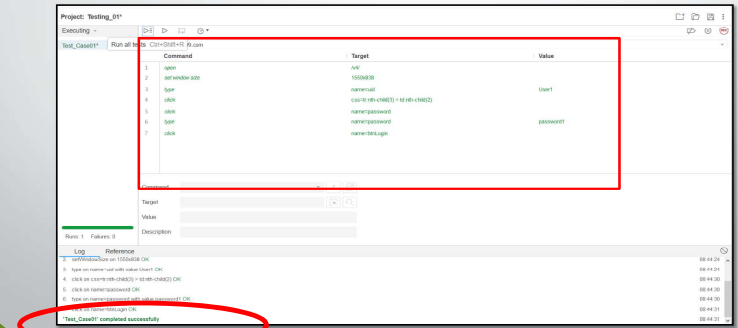 Project: Testing_01*
Executing
Test_Case01*
Run all tests Ctrl+Shift+R
Command Target Value
1 open /v4/
2 set window size 1559x838
3 type name=uid User1
4 click css=tr:nth-child(3) > td:nth-child(2)
5 click name=password
6 type name=password password1
7 click name=btnLogin
Command
Target
Value
Description
Runs: 1 Failures: 0
Log Reference
2. setWindowSize on 1559x838 OK 08:44:24
3. type on name=uid with value User1 OK 08:44:24
4. click on css=tr:nth-child(3) > td:nth-child(2) OK 08:44:30
5. click on name=password OK 08:44:30
6. type on name=password with value password1 OK 08:44:30
click on name=btnLogin OK 08:44:31
'Test_Case01' completed successfully 08:44:31